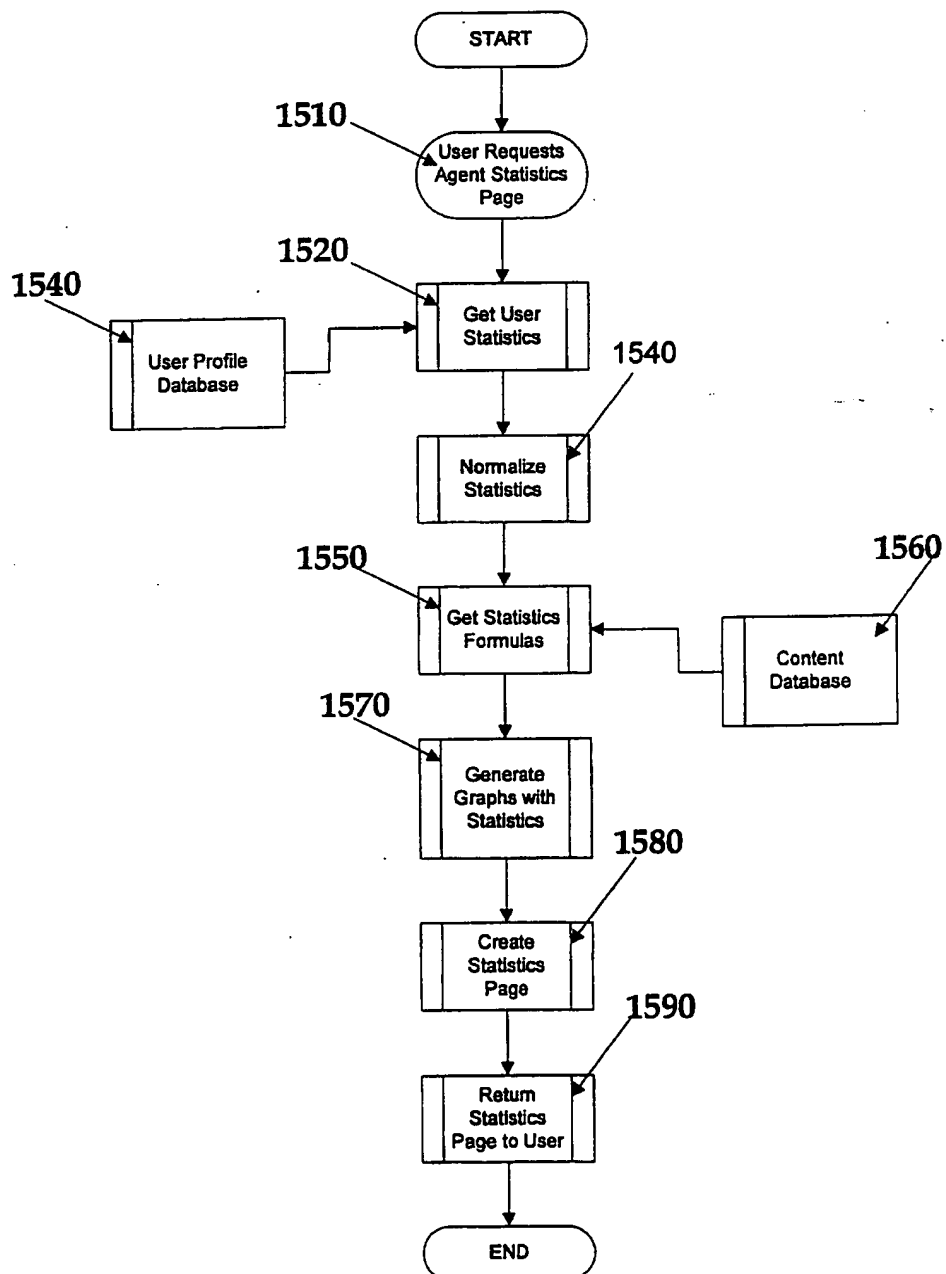 START
1510
User Requests
Agent Statistics
Page
1520
Get User
Statistics
1540
User Profile
Database
1540
Normalize
Statistics
1550
Get Statistics
Formulas
1560
Content
Database
1570
Generate
Graphs with
Statistics
1580
Create
Statistics
Page
1590
Return
Statistics
Page to User
END